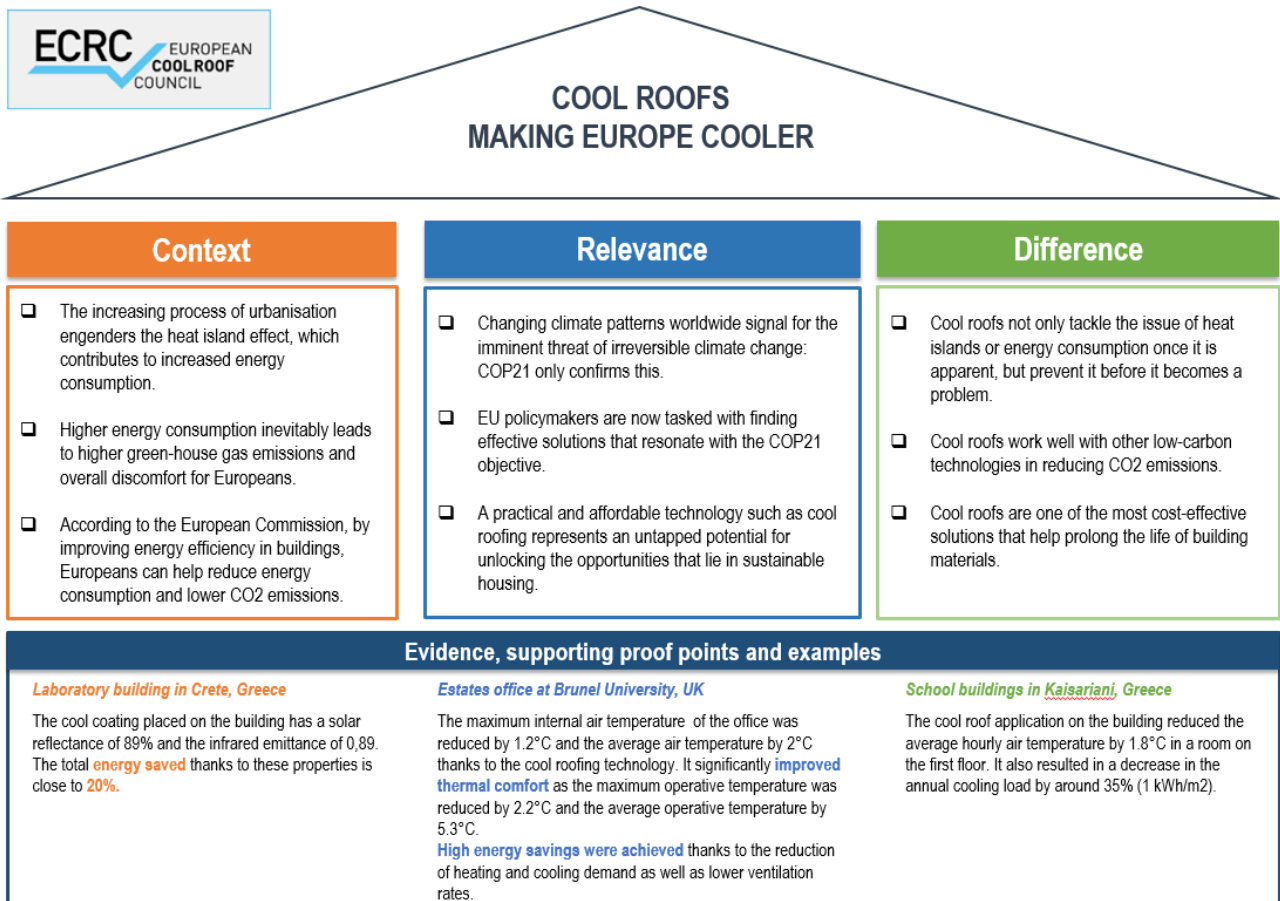 ECRC
EUROPEAN
COOL ROOF
COUNCIL
COOL ROOFS
MAKING EUROPE COOLER
Context
The increasing process of urbanisation
engenders the heat island effect, which
contributes to increased energy
consumption.
Higher energy consumption inevitably leads
to higher green-house gas emissions and
overall discomfort for Europeans.
According to the European Commission, by
improving energy efficiency in buildings,
Europeans can help reduce energy
consumption and lower CO2 emissions.
Relevance
Changing climate patterns worldwide signal for the
imminent threat of irreversible climate change:
COP21 only confirms this.
EU policymakers are now tasked with finding
effective solutions that resonate with the COP21
objective.
A practical and affordable technology such as cool
roofing represents an untapped potential for
unlocking the opportunities that lie in sustainable
housing.
Difference
Cool roofs not only tackle the issue of heat
islands or energy consumption once it is
apparent, but prevent it before it becomes a
problem.
Cool roofs work well with other low-carbon
technologies in reducing CO2 emissions.
Cool roofs are one of the most cost-effective
solutions that help prolong the life of building
materials.
Evidence, supporting proof points and examples
Laboratory building in Crete, Greece
The cool coating placed on the building has a solar
reflectance of 89% and the infrared emittance of 0,89.
The total energy saved thanks to these properties is
close to 20%.
Estates office at Brunel University, UK
The maximum internal air temperature of the office was
reduced by 1.2°C and the average air temperature by 2°C
thanks to the cool roofing technology. It significantly improved
thermal comfort as the maximum operative temperature was
reduced by 2.2°C and the average operative temperature by
5.3°C.
High energy savings were achieved thanks to the reduction
of heating and cooling demand as well as lower ventilation
rates.
School buildings in Kaisariani, Greece
The cool roof application on the building reduced the
average hourly air temperature by 1.8°C in a room on
the first floor. It also resulted in a decrease in the
annual cooling load by around 35% (1 kWh/m2).